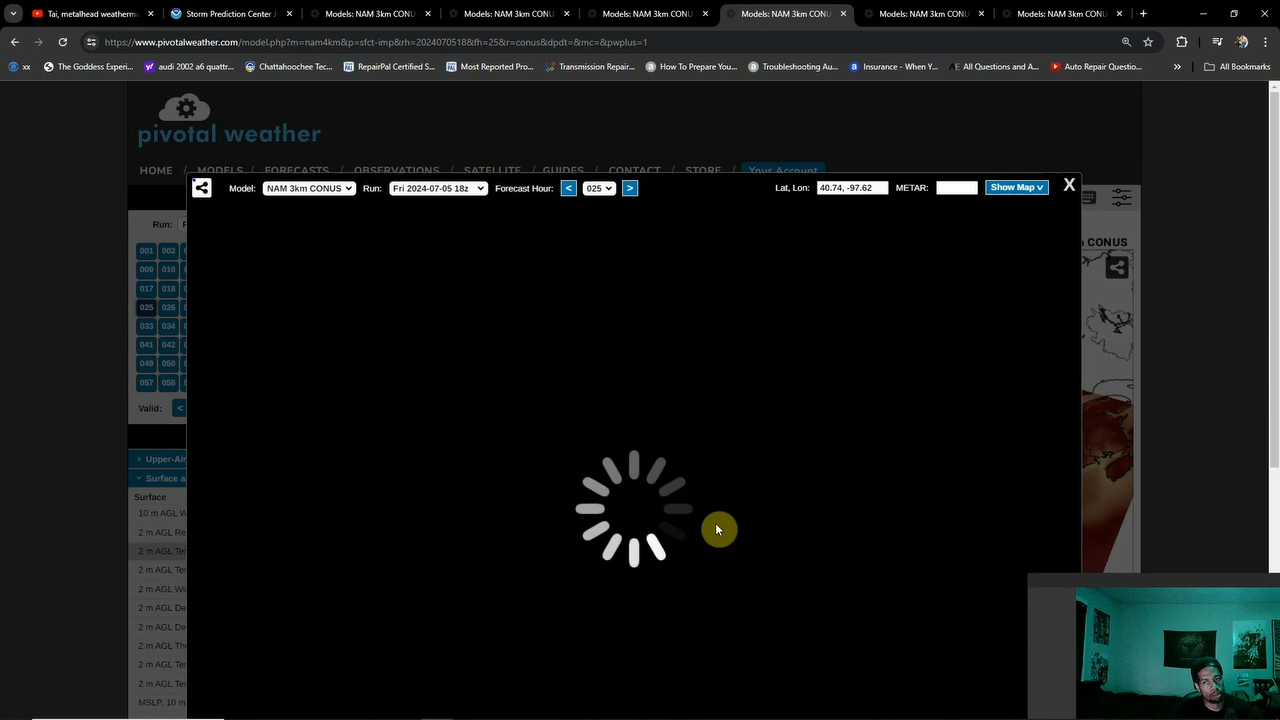 Tai, metalhead weatherma
Storm Prediction Center
Models: NAM 3km CONUS
Models: NAM 3km CONUS
Models: NAM 3km CONUS
Models: NAM 3km CONUS
Models: NAM 3km CONUS
Models: NAM 3km CONUS
https://www.pivotalweather.com/model.php?m=nam4km&p=sfct-imp&rh=2024070518&fh=25&r=conus&dpdt=&mc=&pwplus=1
xx
The Goddess Experi...
audi 2002 a6 quattr...
Chattahoochee Tec...
RepairPal Certified S...
Most Reported Pro...
Transmission Repair...
How To Prepare You...
Troubleshooting Au...
Insurance - When Y...
All Questions and A...
Auto Repair Questio...
All Bookmarks
pivotal weather
HOME MODELS FORECASTS OBSERVATIONS SATELLITE GUIDES CONTACT STORE Your Account
Model: NAM 3km CONUS Run: Fri 2024-07-05 18z Forecast Hour: < 025 > Lat, Lon: 40.74, -97.62 METAR: Show Map X
Run:
CONUS
001 002
009 010
017 018
025 026
033 034
041 042
049 050
057 058
Valid: <
Upper-Air
Surface a
Surface
10 m AGL W
2 m AGL Re
2 m AGL Te
2 m AGL Te
2 m AGL Wi
2 m AGL De
2 m AGL De
2 m AGL The
2 m AGL Te
2 m AGL Te
MSLP, 10 m